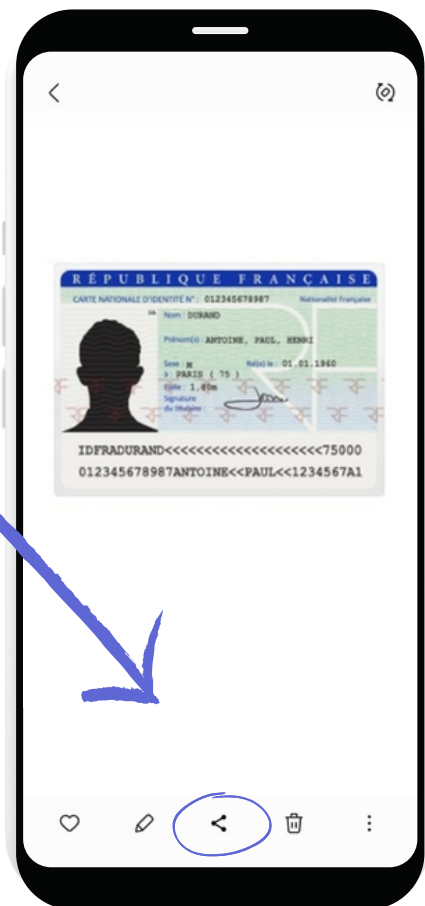 RÉPUBLIQUE FRANÇAISE
CARTE NATIONALE D'IDENTITÉ N° : 012345678987 Nationalité Française
Nom : DURAND
Prénom(s) : ANTOINE, PAUL, HENRI
Sexe : M Né(e) le : 01.01.1960
à : PARIS ( 75 )
Taille : 1,80m
Signature
du titulaire :
IDFRADURAND<<<<<<<<<<<<<<<<<<<<75000
012345678987ANTOINE<<PAUL<<1234567A1